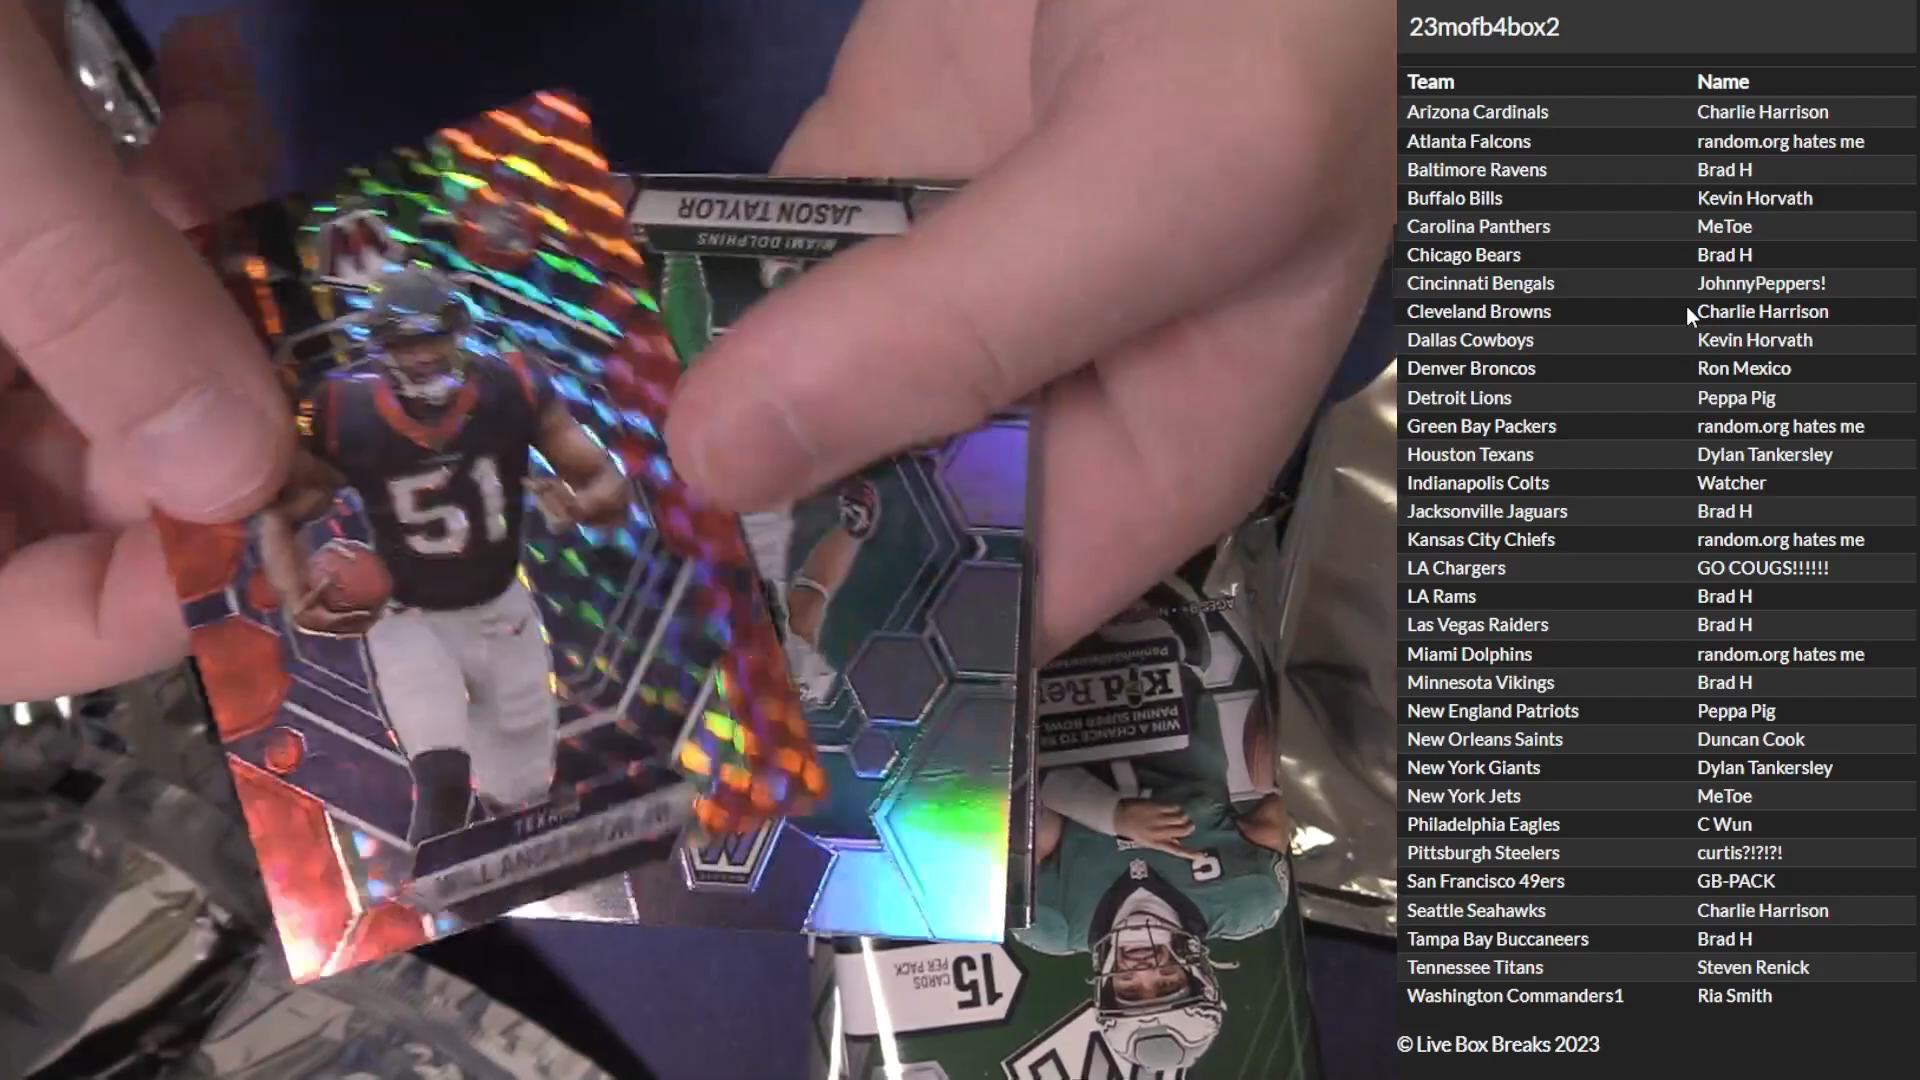 23mofb4box2
Team Name
Arizona Cardinals Charlie Harrison
Atlanta Falcons random.org hates me
Baltimore Ravens Brad H
Buffalo Bills Kevin Horvath
Carolina Panthers MeToe
Chicago Bears Brad H
Cincinnati Bengals JohnnyPeppers!
Cleveland Browns Charlie Harrison
Dallas Cowboys Kevin Horvath
Denver Broncos Ron Mexico
Detroit Lions Peppa Pig
Green Bay Packers random.org hates me
Houston Texans Dylan Tankersley
Indianapolis Colts Watcher
Jacksonville Jaguars Brad H
Kansas City Chiefs random.org hates me
LA Chargers GO COUGS!!!!!!
LA Rams Brad H
Las Vegas Raiders Brad H
Miami Dolphins random.org hates me
Minnesota Vikings Brad H
New England Patriots Peppa Pig
New Orleans Saints Duncan Cook
New York Giants Dylan Tankersley
New York Jets MeToe
Philadelphia Eagles C Wun
Pittsburgh Steelers curtis?!?!?!
San Francisco 49ers GB-PACK
Seattle Seahawks Charlie Harrison
Tampa Bay Buccaneers Brad H
Tennessee Titans Steven Renick
Washington Commanders1 Ria Smith
© Live Box Breaks 2023
JASON TAYLOR
MIAMI DOLPHINS
51
WIN A CHANCE TO
PANINI SUPER BOWL
15
CARDS
PER PACK